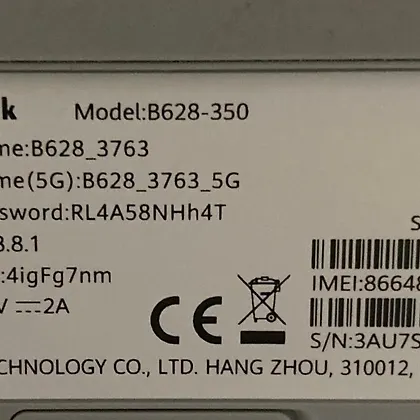 k Model:B628-350
me:B628_3763
me(5G):B628_3763_5G
sword:RL4A58NHh4T
8.8.1
:4igFg7nm
V ⎓2A
S
IMEI:86648
S/N:3AU7S
CHNOLOGY CO., LTD. HANG ZHOU, 310012,